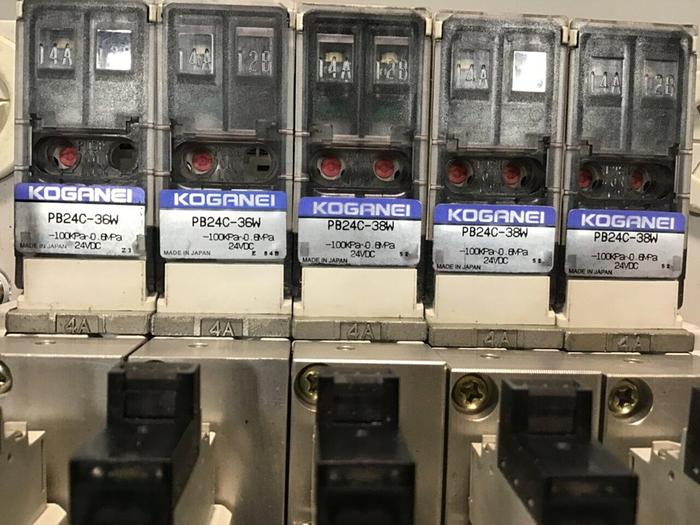 14A
14A 12B
14A 12B
14A
14A 12B
KOGANEI
PB24C-36W
-100KPa~0.6MPa
24VDC
Z1
KOGANEI
PB24C-36W
-100KPa~0.6MPa
24VDC
MADE IN JAPAN
KOGANEI
PB24C-38W
-100KPa~0.6MPa
24VDC
MADE IN JAPAN
KOGANEI
PB24C-38W
-100KPa~0.6MPa
24VDC
MADE IN JAPAN
KOGANEI
PB24C-38W
-100KPa~0.6MPa
24VDC
MADE IN JAPAN
4A
4A
4A
4A
4A